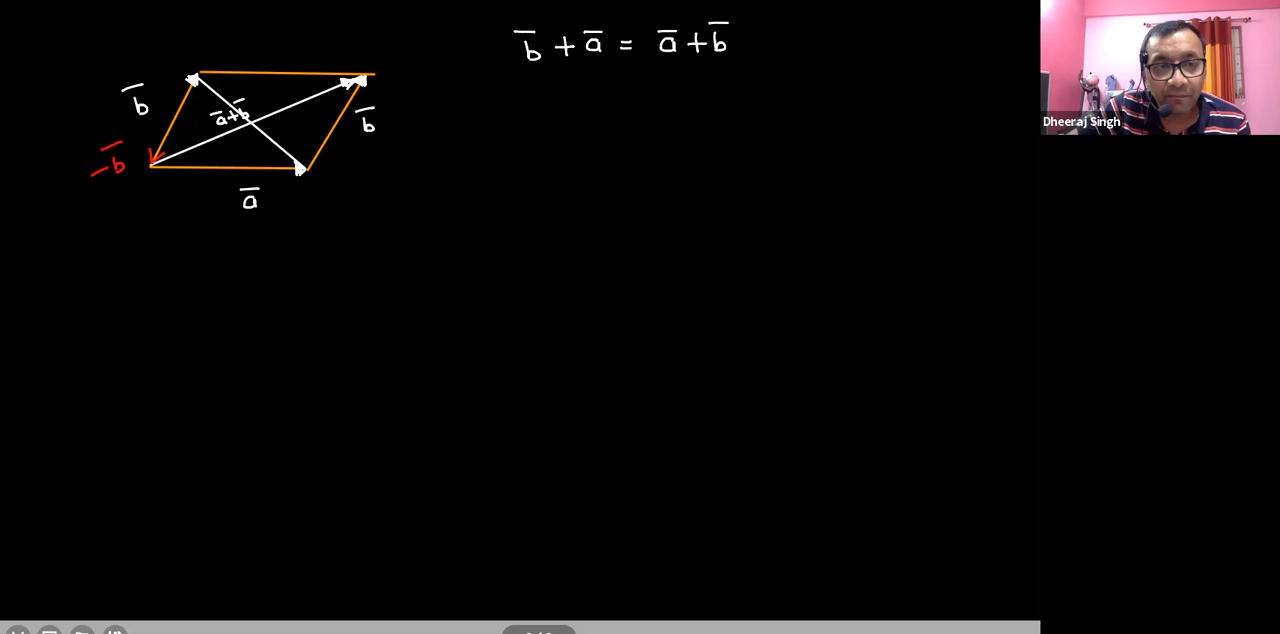 b̅ + a̅ = a̅ + b̅
b̅
a̅+b̅
b̅
−b̅
a̅
Dheeraj Singh